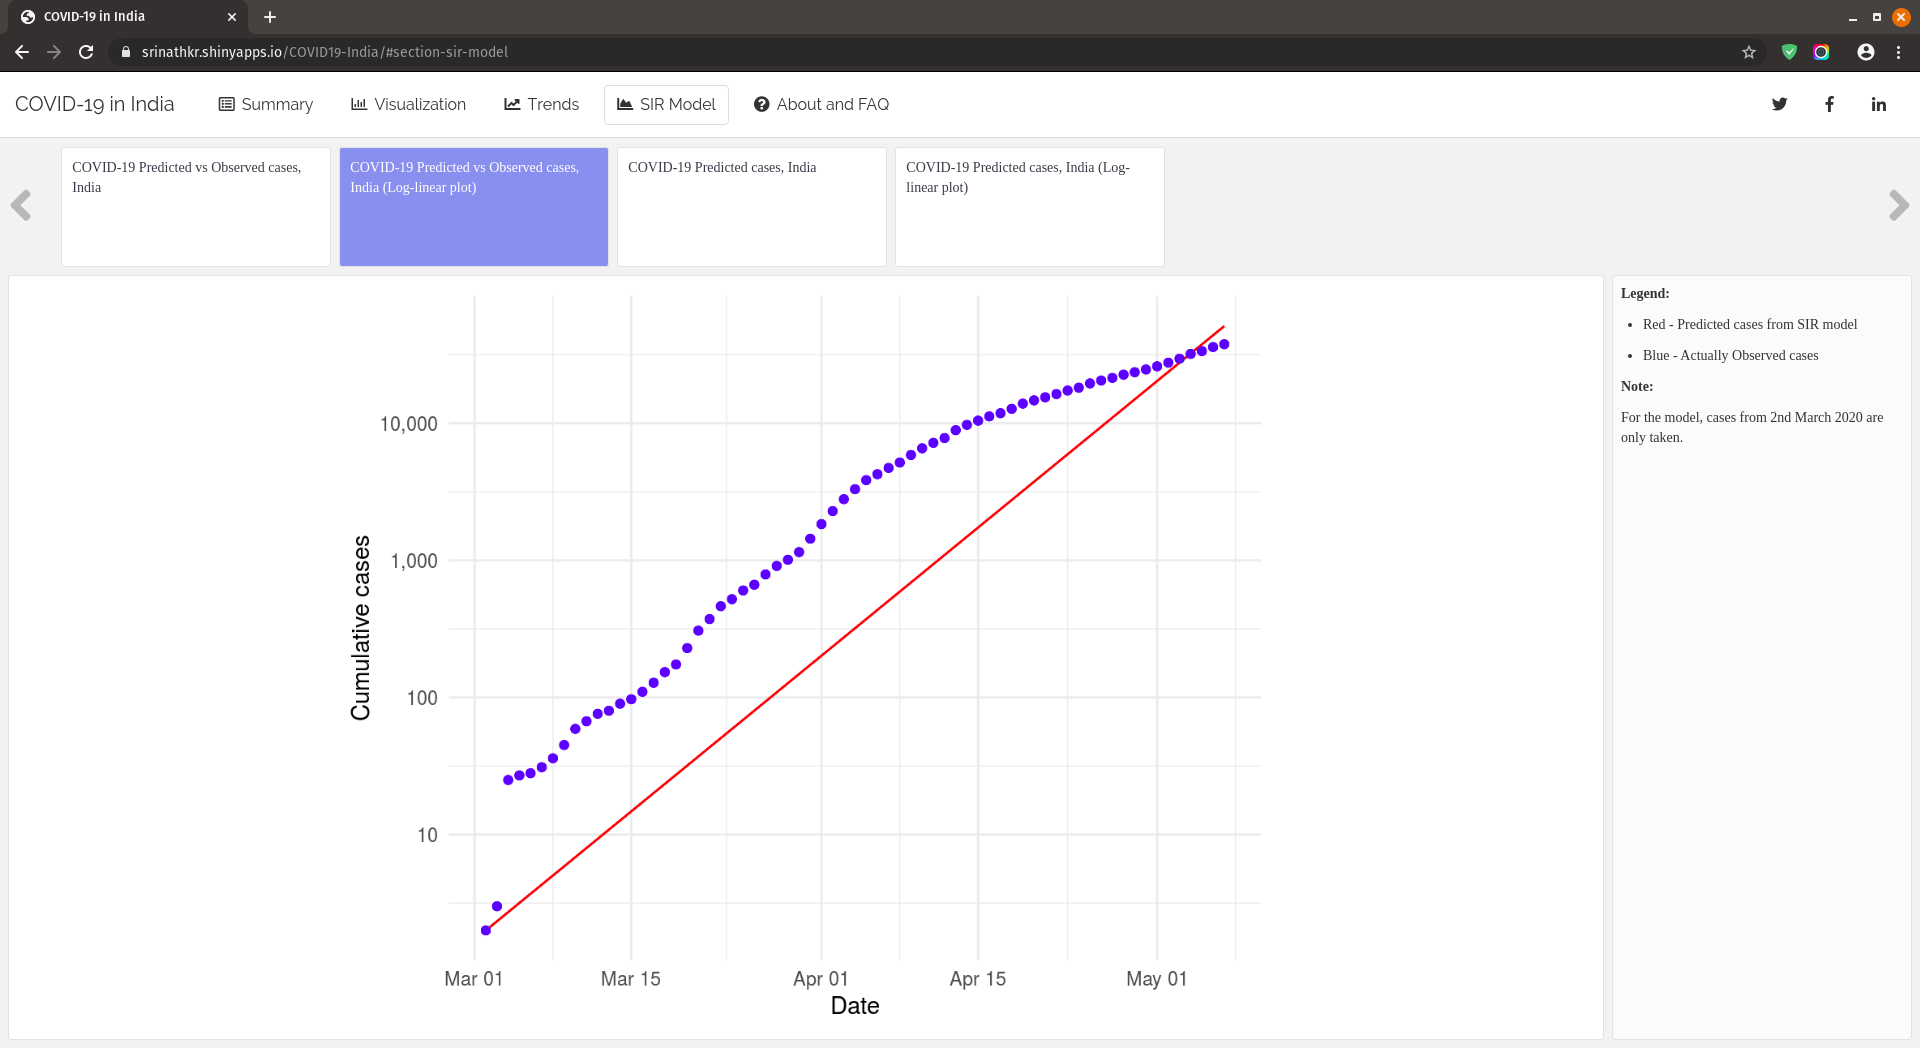 COVID-19 in India
srinathkr.shinyapps.io/COVID19-India/#section-sir-model
COVID-19 in India
Summary
Visualization
Trends
SIR Model
About and FAQ
COVID-19 Predicted vs Observed cases,
India
COVID-19 Predicted vs Observed cases,
India (Log-linear plot)
COVID-19 Predicted cases, India
COVID-19 Predicted cases, India (Log-
linear plot)
Cumulative cases
10,000
1,000
100
10
Mar 01
Mar 15
Apr 01
Apr 15
May 01
Date
Legend:
Red - Predicted cases from SIR model
Blue - Actually Observed cases
Note:
For the model, cases from 2nd March 2020 are
only taken.